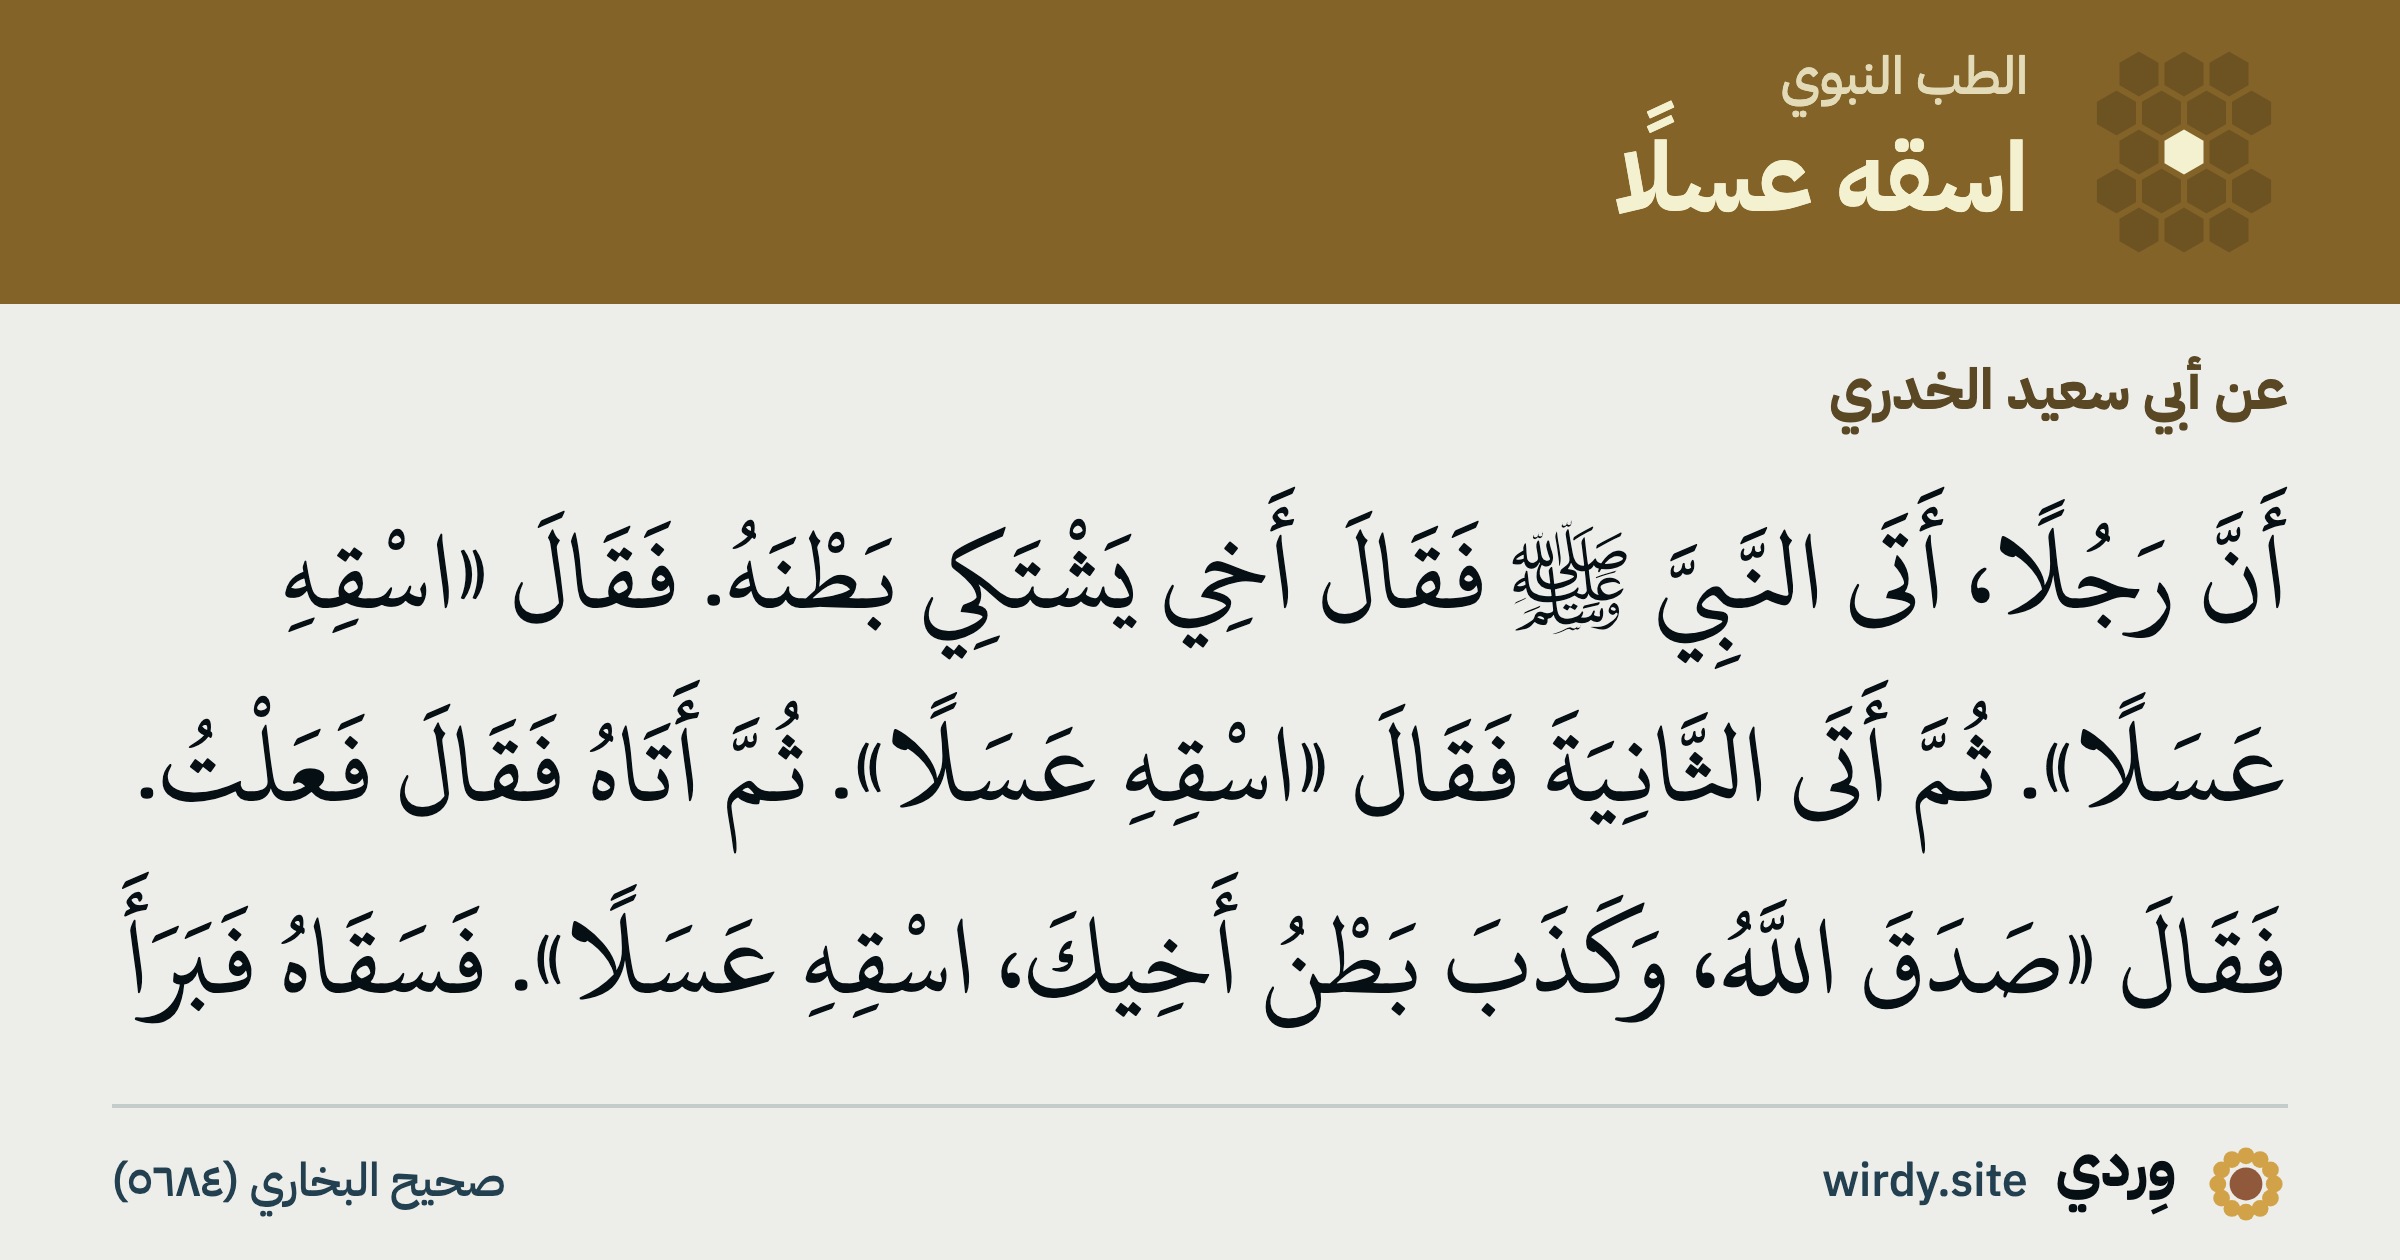 الطب النبوي
اسقه عسلًا
عن أبي سعيد الخدري
أَنَّ رَجُلًا، أَتَى النَّبِيَّ ﷺ فَقَالَ أَخِي يَشْتَكِي بَطْنَهُ. فَقَالَ «اسْقِهِ
عَسَلًا». ثُمَّ أَتَى الثَّانِيَةَ فَقَالَ «اسْقِهِ عَسَلًا». ثُمَّ أَتَاهُ فَقَالَ فَعَلْتُ.
فَقَالَ «صَدَقَ اللَّهُ، وَكَذَبَ بَطْنُ أَخِيكَ، اسْقِهِ عَسَلًا». فَسَقَاهُ فَبَرَأَ
وِردي wirdy.site
صحيح البخاري (٥٦٨٤)